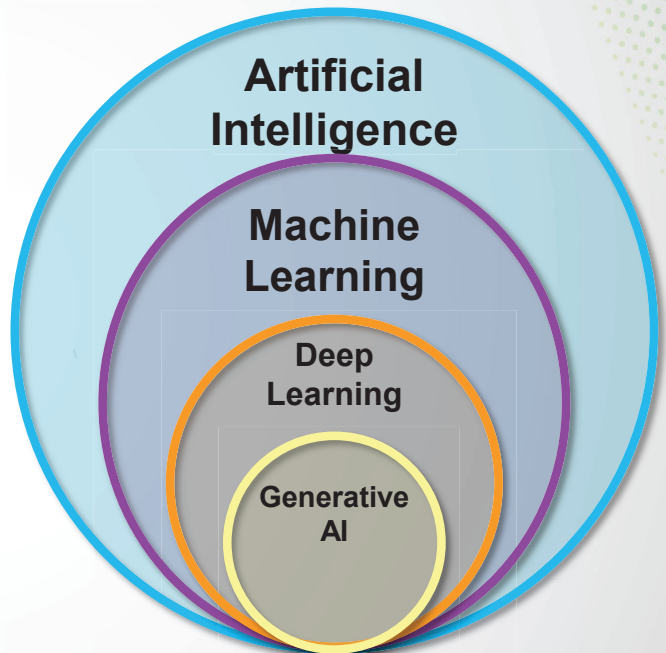 Artificial
Intelligence
Machine
Learning
Deep
Learning
Generative
AI